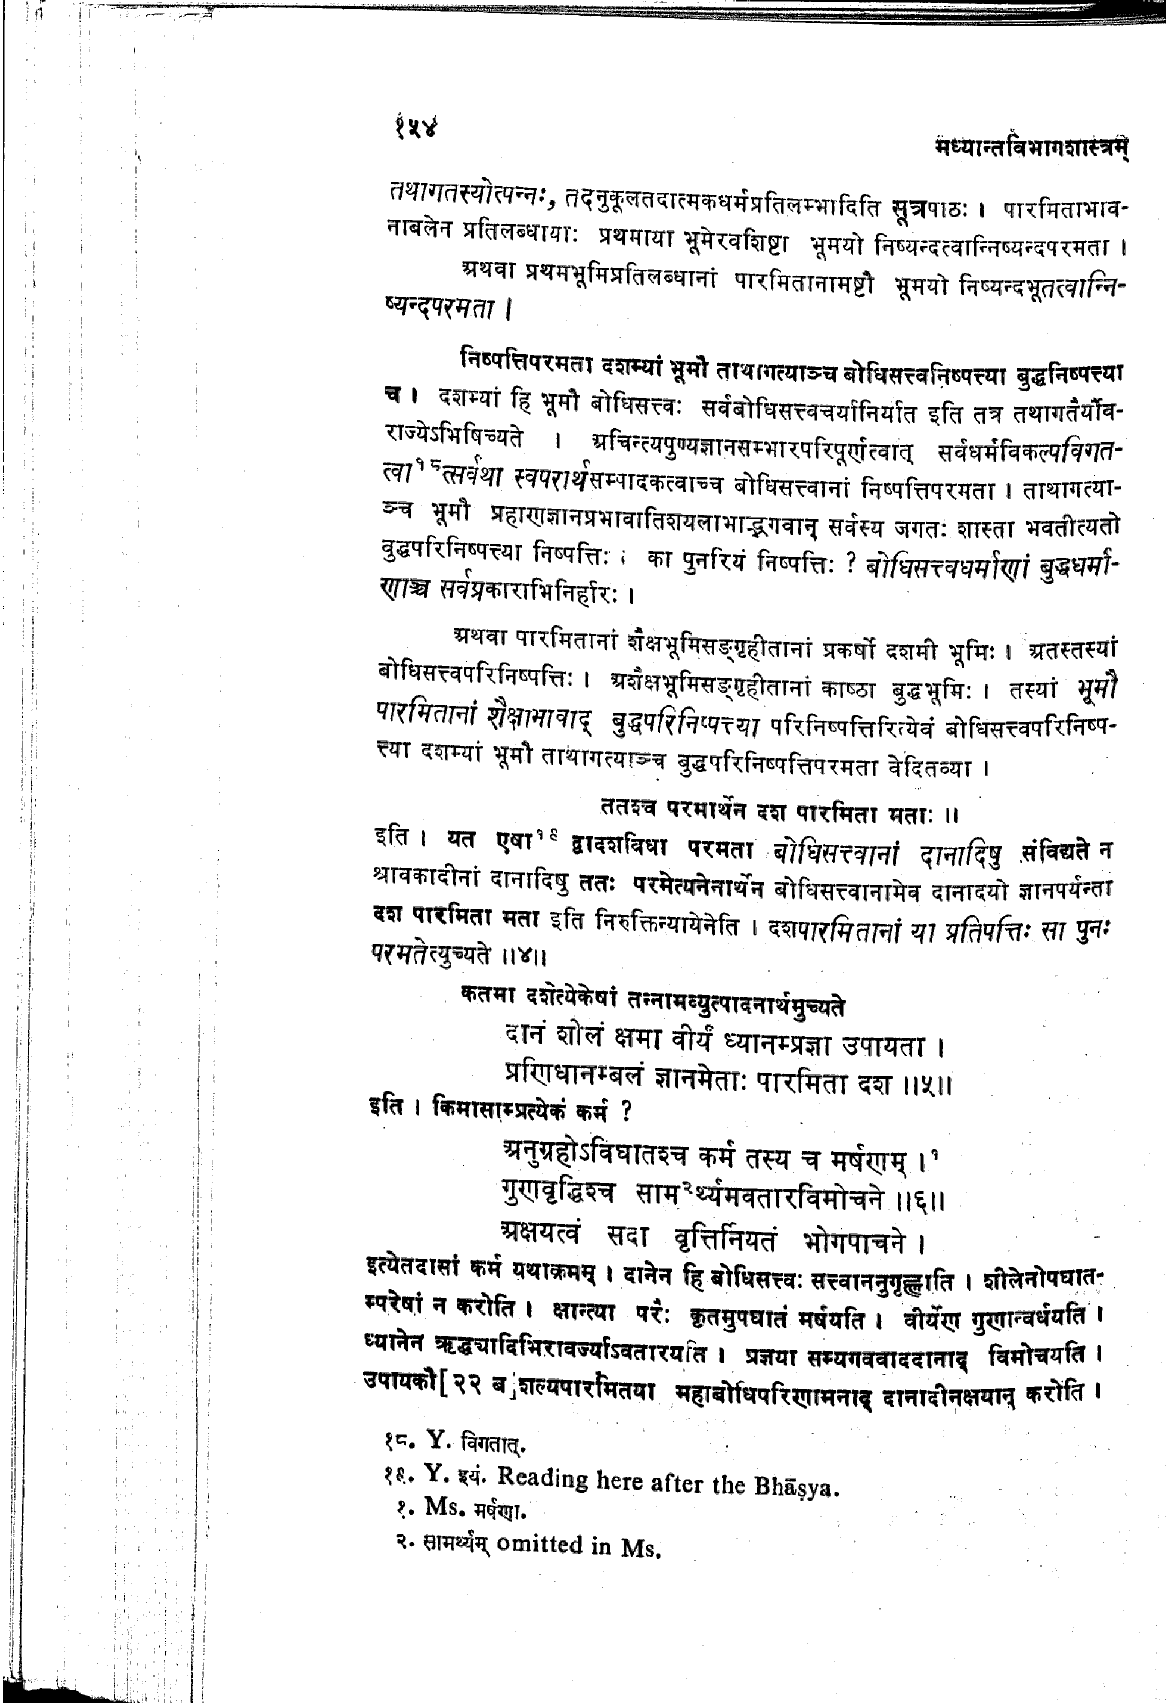 १५४
मध्यान्तविभागशास्त्रम्
तथागतस्योत्पन्नः, तदनुकूलतदात्मकधर्मप्रतिलम्भादिति सूत्रपाठः । पारमिताभाव-
नाबलेन प्रतिलब्धायाः प्रथमाया भूमेरवशिष्टा भूमयो निष्यन्दत्वान्निष्यन्दपरमता ।
अथवा प्रथमभूमिप्रतिलब्धानां पारमितानामष्टौ भूमयो निष्यन्दभूतत्वान्नि-
ष्यन्दपरमता ।
निष्पत्तिपरमता दशम्यां भूमौ ताथागत्याञ्च बोधिसत्त्वनिष्पत्त्या बुद्धनिष्पत्त्या
च । दशम्यां हि भूमौ बोधिसत्त्वः सर्वबोधिसत्त्वचर्यानिर्यात इति तत्र तथागतैर्यौव-
राज्येऽभिषिच्यते । अचिन्त्यपुण्यज्ञानसम्भारपरिपूर्णत्वात् सर्वधर्मविकल्पविगत-
त्वा१८त्सर्वथा स्वपरार्थसम्पादकत्वाच्च बोधिसत्त्वानां निष्पत्तिपरमता । ताथागत्या-
ञ्च भूमौ प्रहाणज्ञानप्रभावातिशयलाभाद्भगवान् सर्वस्य जगतः शास्ता भवतीत्यतो
बुद्धपरिनिष्पत्त्या निष्पत्तिः । का पुनरियं निष्पत्तिः ? बोधिसत्त्वधर्माणां बुद्धधर्मा-
णाञ्च सर्वप्रकाराभिनिर्हारः ।
अथवा पारमितानां शैक्षभूमिसङ्गृहीतानां प्रकर्षो दशमी भूमिः । अतस्तस्यां
बोधिसत्त्वपरिनिष्पत्तिः । अशैक्षभूमिसङ्गृहीतानां काष्ठा बुद्धभूमिः । तस्यां भूमौ
पारमितानां शैक्षाभावाद् बुद्धपरिनिष्पत्त्या परिनिष्पत्तिरित्येवं बोधिसत्त्वपरिनिष्प-
त्त्या दशम्यां भूमौ ताथागत्याञ्च बुद्धपरिनिष्पत्तिपरमता वेदितव्या ।
ततश्च परमार्थेन दश पारमिता मताः ॥
इति । यत एषा१९ द्वादशविधा परमता बोधिसत्त्वानां दानादिषु संविद्यते न
श्रावकादीनां दानादिषु ततः परमेत्यनेनार्थेन बोधिसत्त्वानामेव दानादयो ज्ञानपर्यन्ता
दश पारमिता मता इति निरुक्तिन्यायेनेति । दशपारमितानां या प्रतिपत्तिः सा पुनः
परमतेत्युच्यते ॥४॥
कतमा दशेत्येकेषां तन्नामव्युत्पादनार्थमुच्यते
दानं शीलं क्षमा वीर्यं ध्यानम्प्रज्ञा उपायता ।
प्रणिधानम्बलं ज्ञानमेताः पारमिता दश ॥५॥
इति । किमासाम्प्रत्येकं कर्म ?
अनुग्रहोऽविघातश्च कर्म तस्य च मर्षणम् ।१
गुणवृद्धिश्च साम२र्थ्यमवतारविमोचने ॥६॥
अक्षयत्वं सदा वृत्तिर्नियतं भोगपाचने ।
इत्येतदासां कर्म यथाक्रमम् । दानेन हि बोधिसत्त्वः सत्त्वाननुगृह्णाति । शीलेनोपघात-
म्परेषां न करोति । क्षान्त्या परैः कृतमुपघातं मर्षयति । वीर्येण गुणान्वर्धयति ।
ध्यानेन ऋद्ध्यादिभिरावर्ज्याऽवतारयति । प्रज्ञया सम्यगववाददानाद् विमोचयति ।
उपायकौ[२२ ब]शल्यपारमितया महाबोधिपरिणामनाद् दानादीनक्षयान् करोति ।
१८. Y. विगतात्.
१९. Y. इयं. Reading here after the Bhāṣya.
१. Ms. मर्षणा.
२. सामर्थ्यम् omitted in Ms.